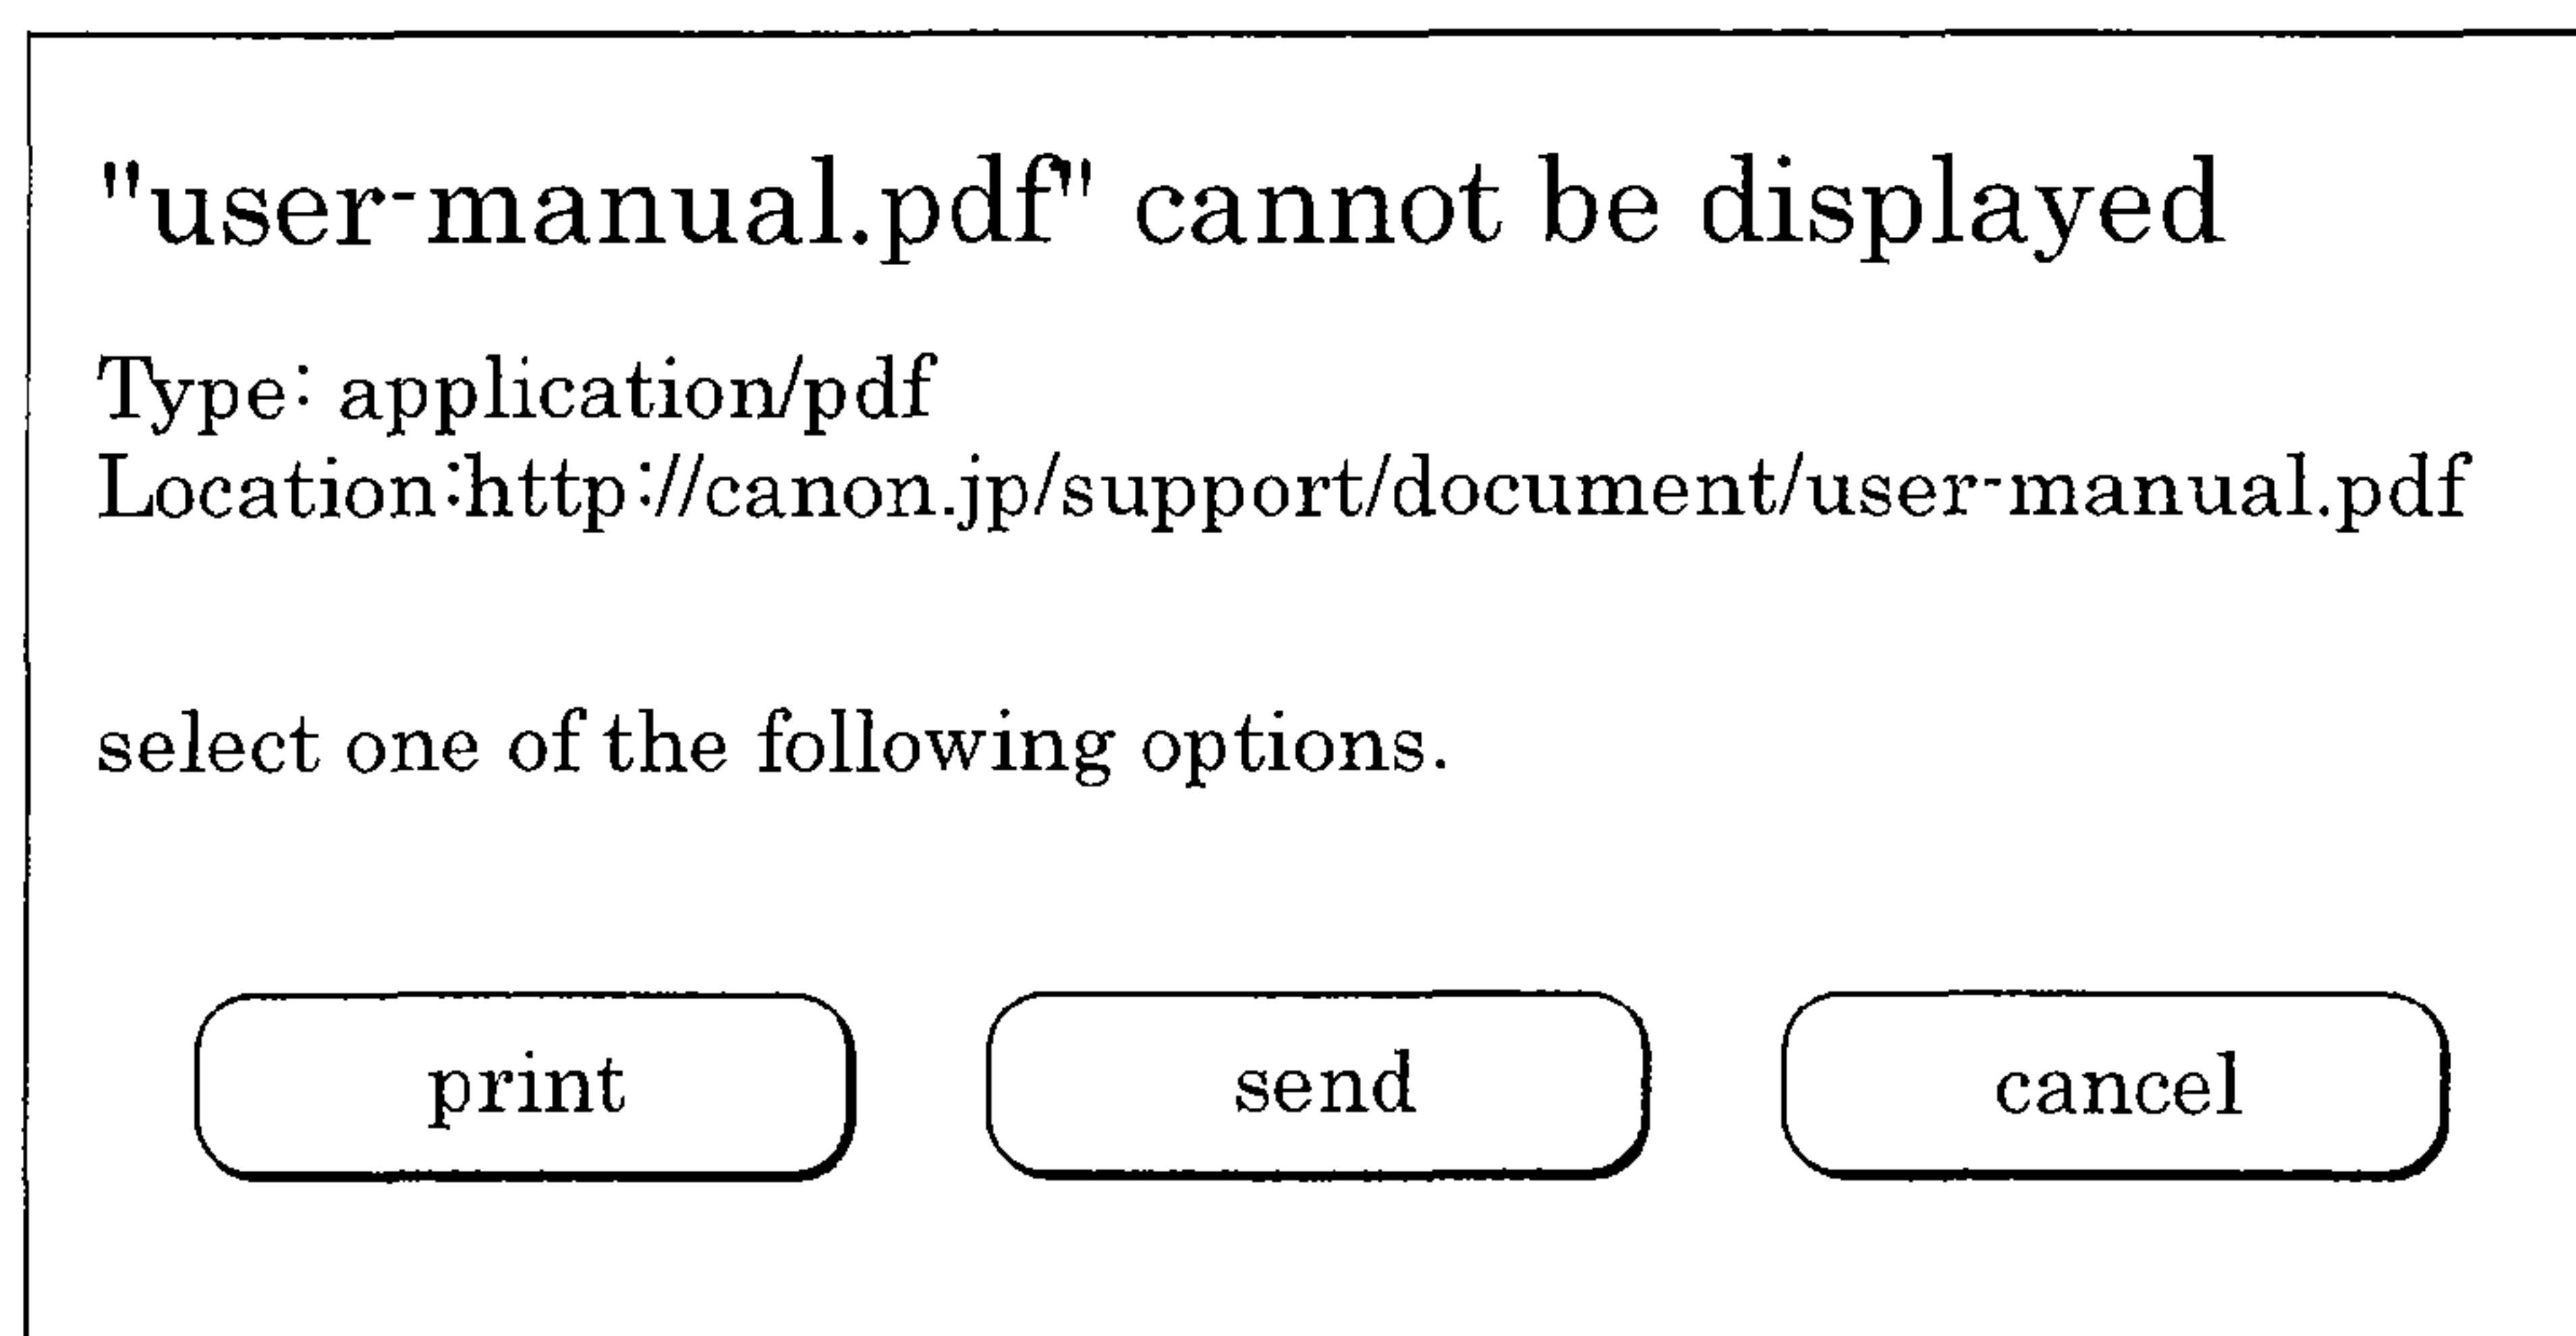 "user-manual.pdf" cannot be displayed
Type: application/pdf
Location:http://canon.jp/support/document/user-manual.pdf
select one of the following options.
print send cancel